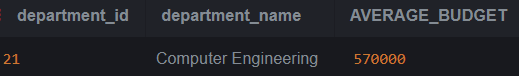 department_id department_name AVERAGE_BUDGET
21 Computer Engineering 570000